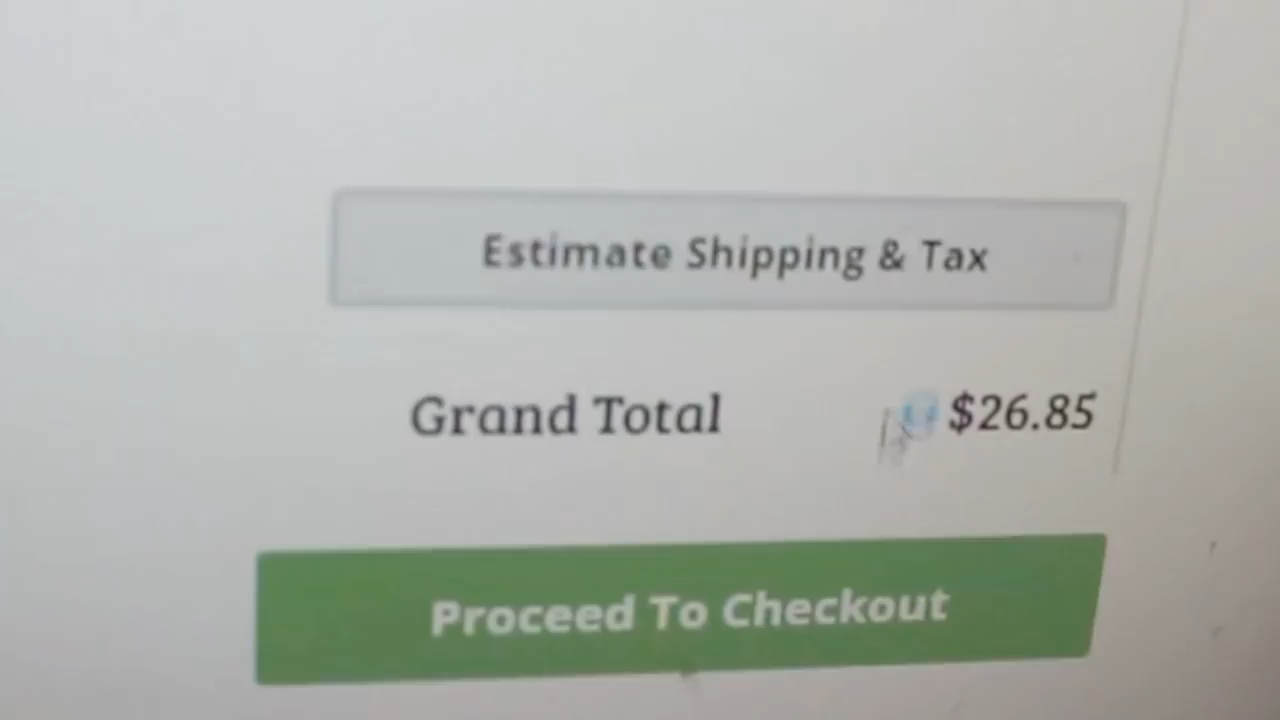 Estimate Shipping & Tax
Grand Total $26.85
Proceed To Checkout